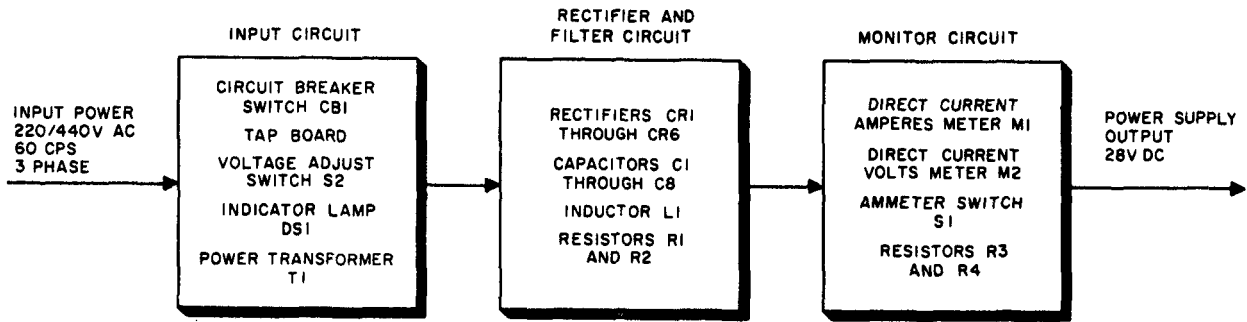 INPUT POWER
220/440V AC
60 CPS
3 PHASE
INPUT CIRCUIT
CIRCUIT BREAKER
SWITCH CB1
TAP BOARD
VOLTAGE ADJUST
SWITCH S2
INDICATOR LAMP
DS1
POWER TRANSFORMER
T1
RECTIFIER AND
FILTER CIRCUIT
RECTIFIERS CR1
THROUGH CR6
CAPACITORS C1
THROUGH C8
INDUCTOR L1
RESISTORS R1
AND R2
MONITOR CIRCUIT
DIRECT CURRENT
AMPERES METER M1
DIRECT CURRENT
VOLTS METER M2
AMMETER SWITCH
S1
RESISTORS R3
AND R4
POWER SUPPLY
OUTPUT
28V DC